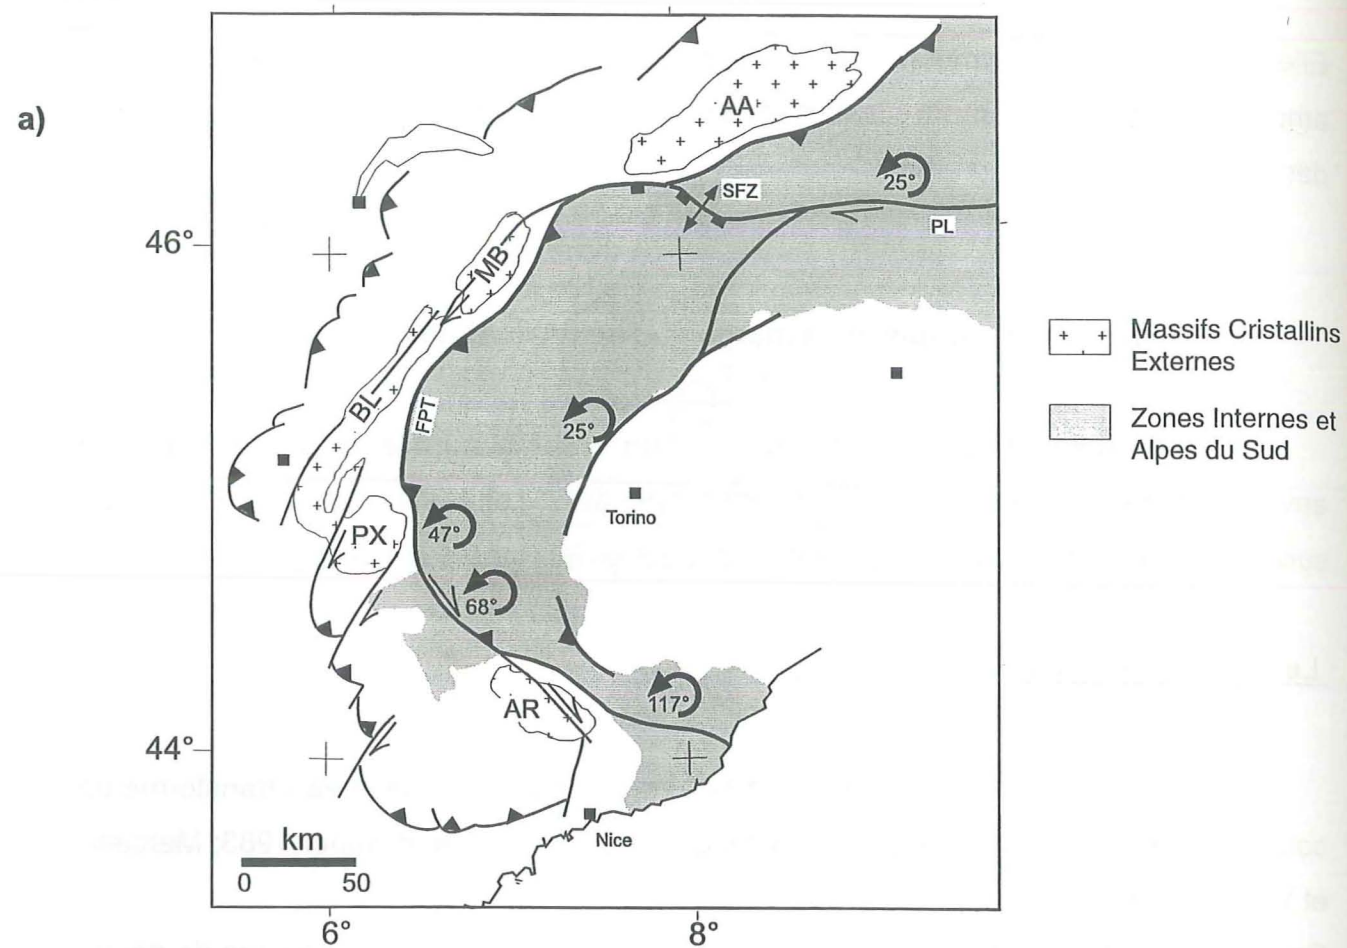 a)
AA
25°
SFZ
PL
46°
MB
BL
FPT
25°
Torino
47°
PX
68°
117°
AR
44°
Nice
km
0 50
6° 8°
Massifs Cristallins
Externes
Zones Internes et
Alpes du Sud